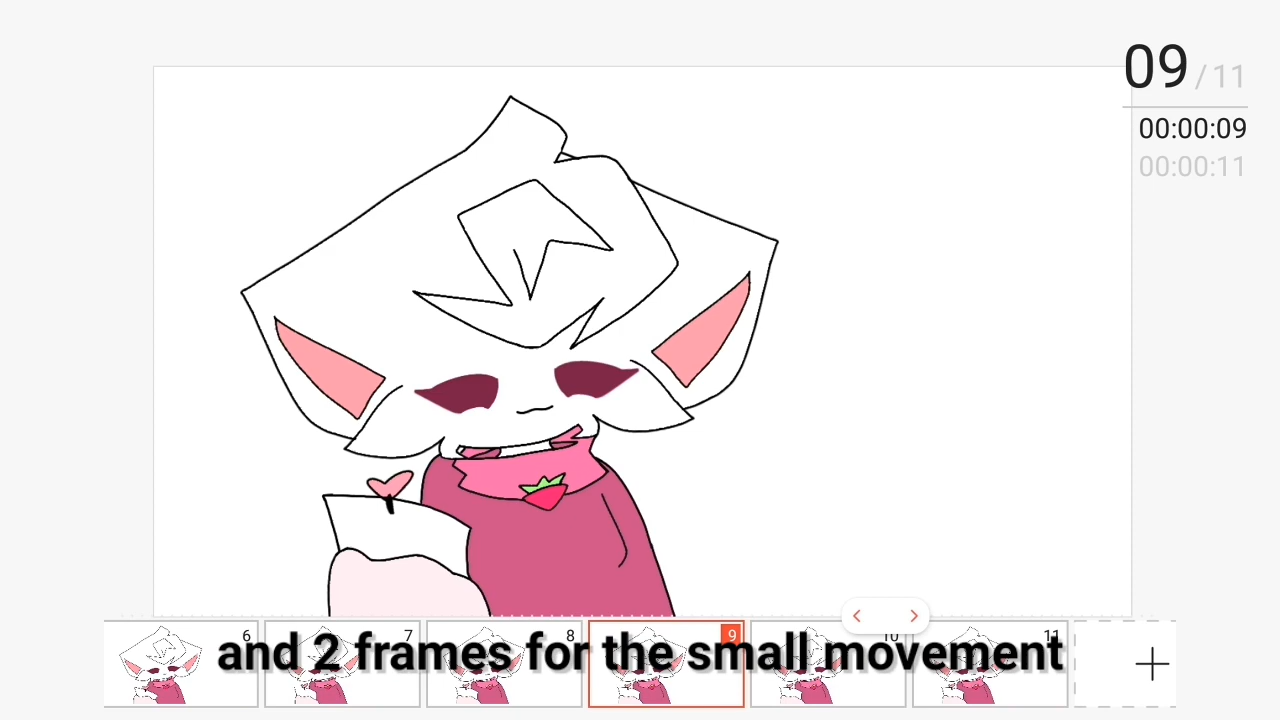 09 / 11
00:00:09
00:00:11
6 7 8 9 10 11
and 2 frames for the small movement